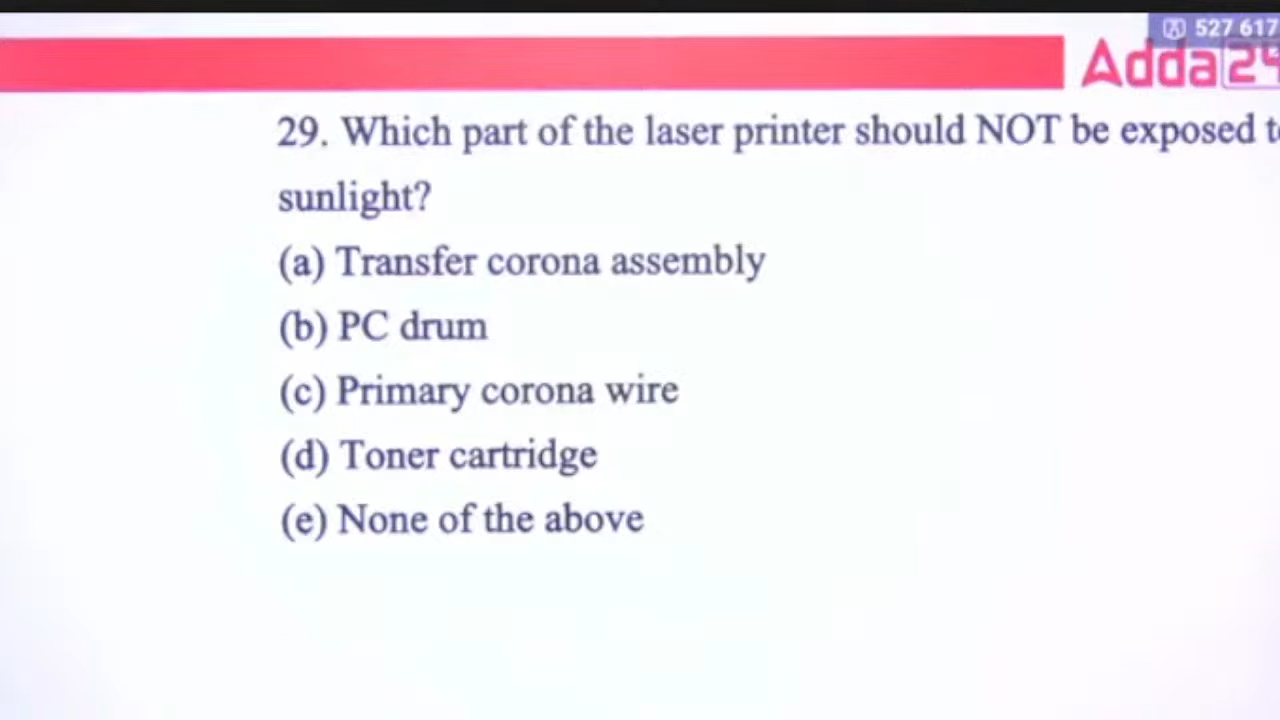 527 617
Adda24
29. Which part of the laser printer should NOT be exposed
sunlight?
(a) Transfer corona assembly
(b) PC drum
(c) Primary corona wire
(d) Toner cartridge
(e) None of the above